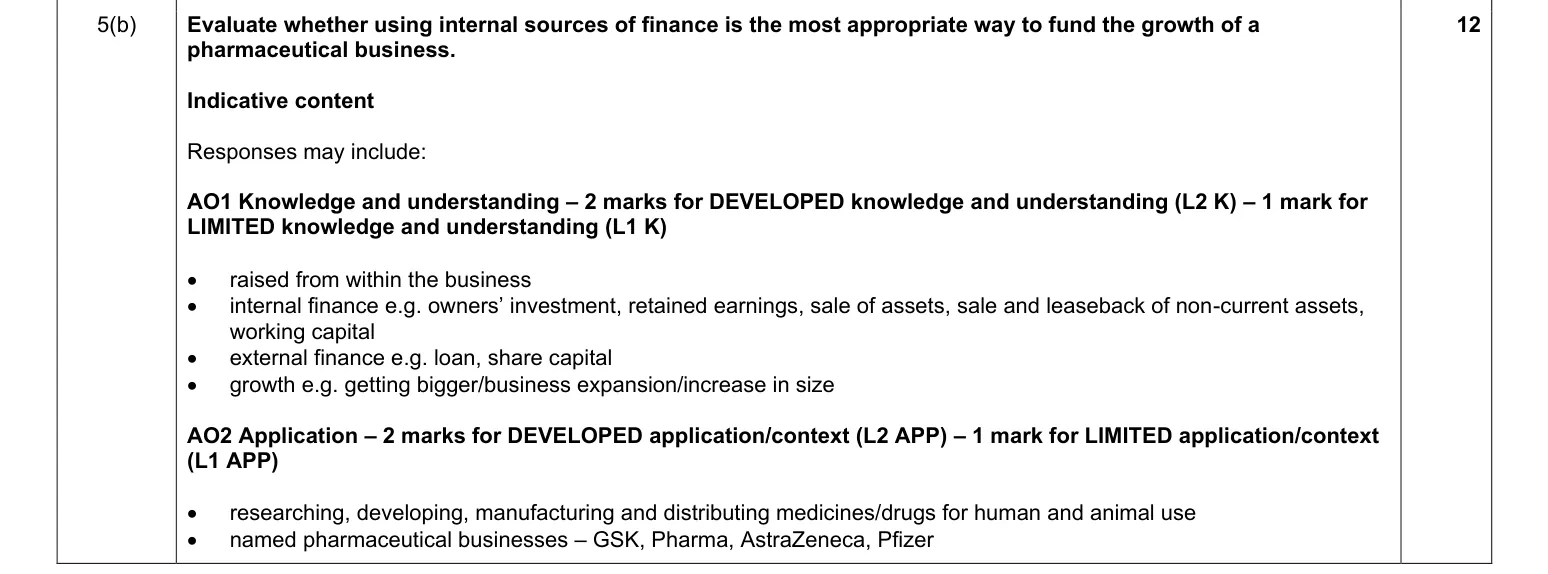 5(b) Evaluate whether using internal sources of finance is the most appropriate way to fund the growth of a 12
pharmaceutical business.
Indicative content
Responses may include:
AO1 Knowledge and understanding – 2 marks for DEVELOPED knowledge and understanding (L2 K) – 1 mark for
LIMITED knowledge and understanding (L1 K)
• raised from within the business
• internal finance e.g. owners’ investment, retained earnings, sale of assets, sale and leaseback of non-current assets,
working capital
• external finance e.g. loan, share capital
• growth e.g. getting bigger/business expansion/increase in size
AO2 Application – 2 marks for DEVELOPED application/context (L2 APP) – 1 mark for LIMITED application/context
(L1 APP)
• researching, developing, manufacturing and distributing medicines/drugs for human and animal use
• named pharmaceutical businesses – GSK, Pharma, AstraZeneca, Pfizer